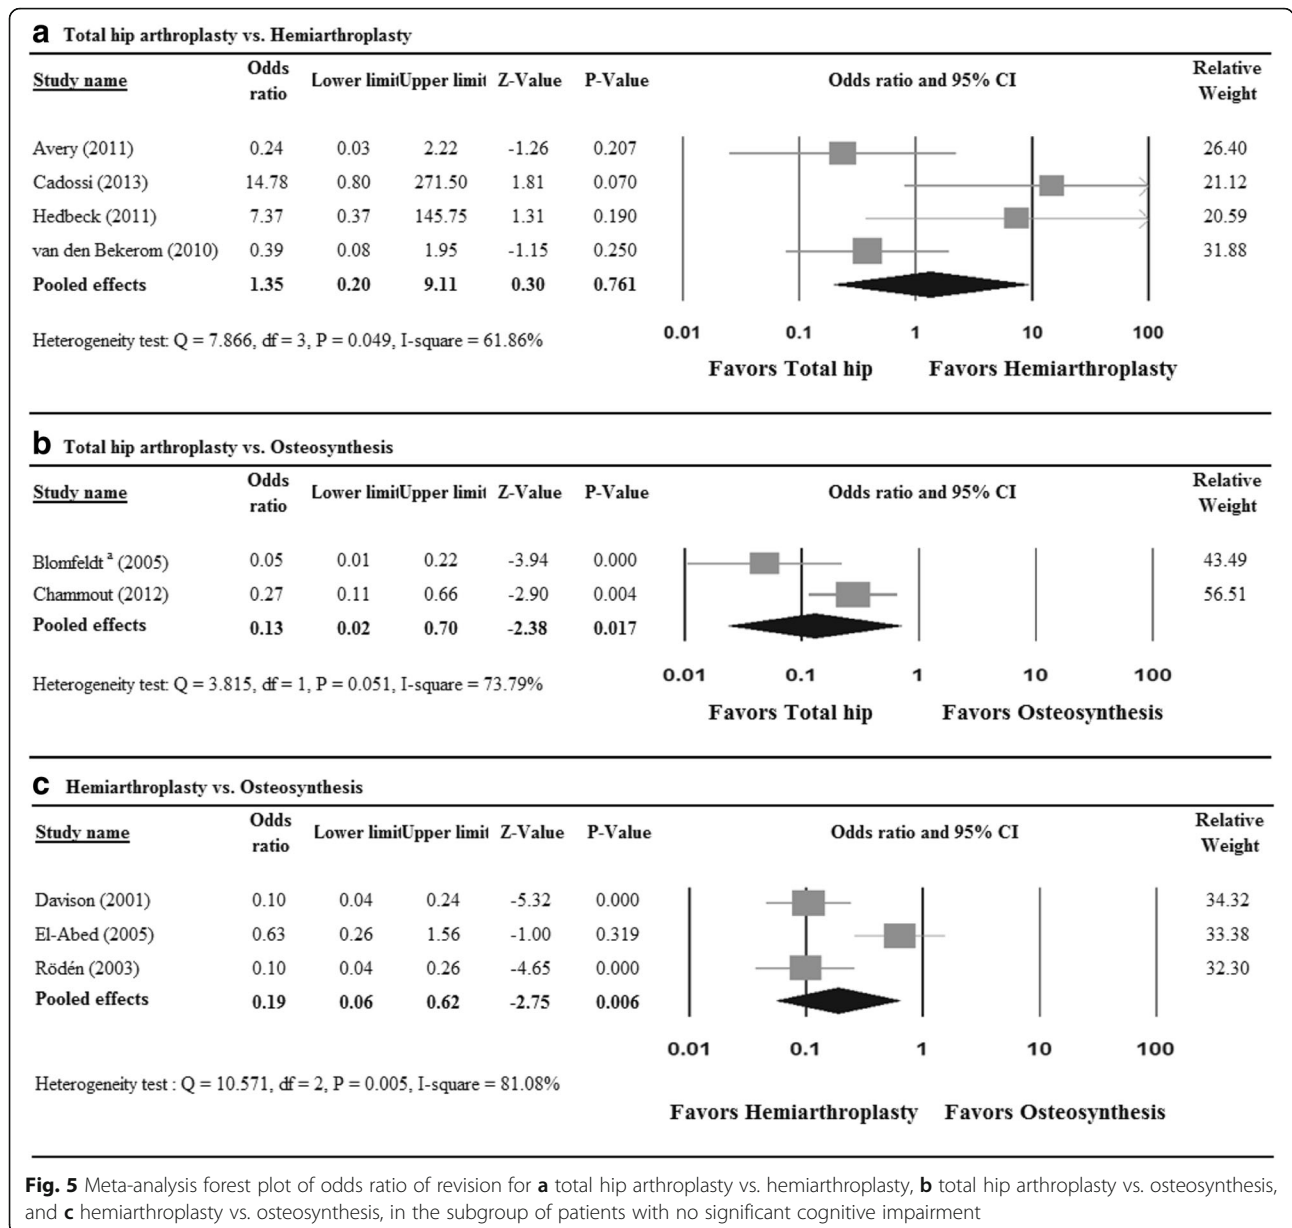 a Total hip arthroplasty vs. Hemiarthroplasty
Study name Odds ratio Lower limit Upper limit Z-Value P-Value Odds ratio and 95% CI Relative Weight
Avery (2011) 0.24 0.03 2.22 -1.26 0.207 26.40
Cadossi (2013) 14.78 0.80 271.50 1.81 0.070 21.12
Hedbeck (2011) 7.37 0.37 145.75 1.31 0.190 20.59
van den Bekerom (2010) 0.39 0.08 1.95 -1.15 0.250 31.88
Pooled effects 1.35 0.20 9.11 0.30 0.761
0.01 0.1 1 10 100
Heterogeneity test: Q = 7.866, df = 3, P = 0.049, I-square = 61.86%
Favors Total hip Favors Hemiarthroplasty
b Total hip arthroplasty vs. Osteosynthesis
Study name Odds ratio Lower limit Upper limit Z-Value P-Value Odds ratio and 95% CI Relative Weight
Blomfeldt a (2005) 0.05 0.01 0.22 -3.94 0.000 43.49
Chammout (2012) 0.27 0.11 0.66 -2.90 0.004 56.51
Pooled effects 0.13 0.02 0.70 -2.38 0.017
0.01 0.1 1 10 100
Heterogeneity test: Q = 3.815, df = 1, P = 0.051, I-square = 73.79%
Favors Total hip Favors Osteosynthesis
c Hemiarthroplasty vs. Osteosynthesis
Study name Odds ratio Lower limit Upper limit Z-Value P-Value Odds ratio and 95% CI Relative Weight
Davison (2001) 0.10 0.04 0.24 -5.32 0.000 34.32
El-Abed (2005) 0.63 0.26 1.56 -1.00 0.319 33.38
Rödén (2003) 0.10 0.04 0.26 -4.65 0.000 32.30
Pooled effects 0.19 0.06 0.62 -2.75 0.006
0.01 0.1 1 10 100
Heterogeneity test : Q = 10.571, df = 2, P = 0.005, I-square = 81.08%
Favors Hemiarthroplasty Favors Osteosynthesis
Fig. 5 Meta-analysis forest plot of odds ratio of revision for a total hip arthroplasty vs. hemiarthroplasty, b total hip arthroplasty vs. osteosynthesis,
and c hemiarthroplasty vs. osteosynthesis, in the subgroup of patients with no significant cognitive impairment